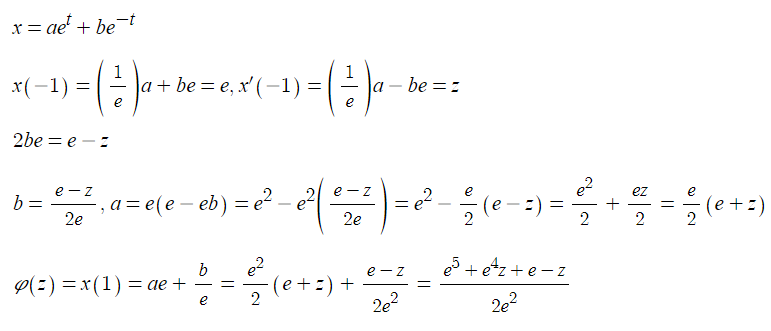 x = ae^t + be^{-t}
x(-1) = (1/e)a + be = e, x'(-1) = (1/e)a - be = z
2be = e - z
b = (e - z)/(2e), a = e(e - eb) = e^2 - e^2((e - z)/(2e)) = e^2 - (e/2)(e - z) = e^2/2 + ez/2 = (e/2)(e + z)
φ(z) = x(1) = ae + b/e = (e^2/2)(e + z) + (e - z)/(2e^2) = (e^5 + e^4z + e - z)/(2e^2)